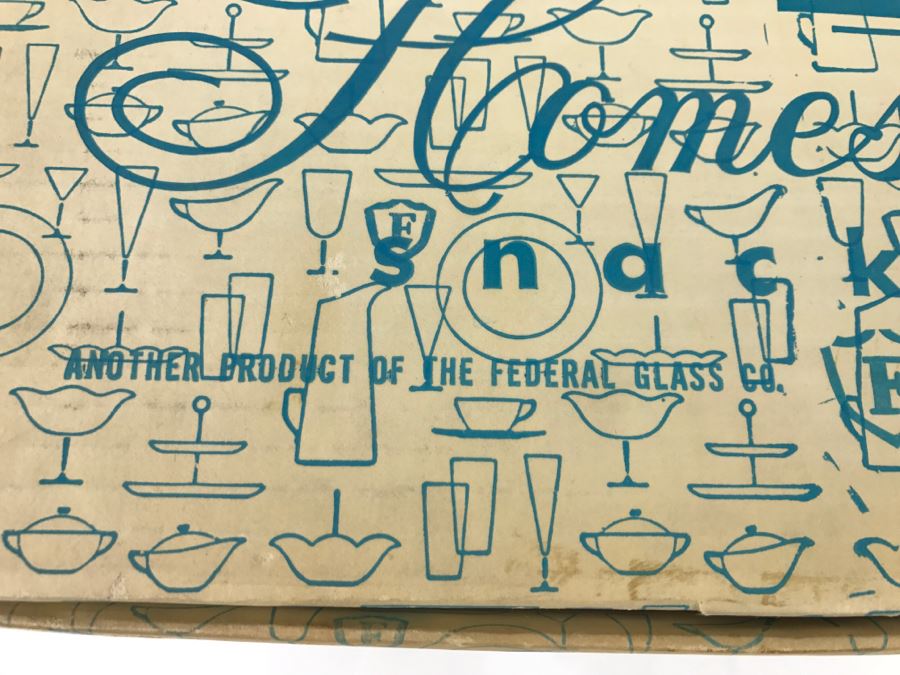 Homes
F
snack
ANOTHER PRODUCT OF THE FEDERAL GLASS CO.
F
F